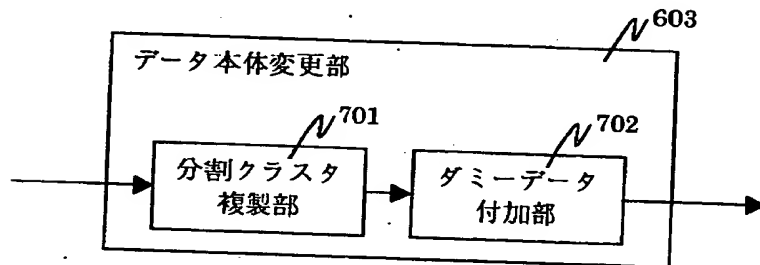 603
データ本体変更部
701
702
分割クラスタ
複製部
ダミーデータ
付加部